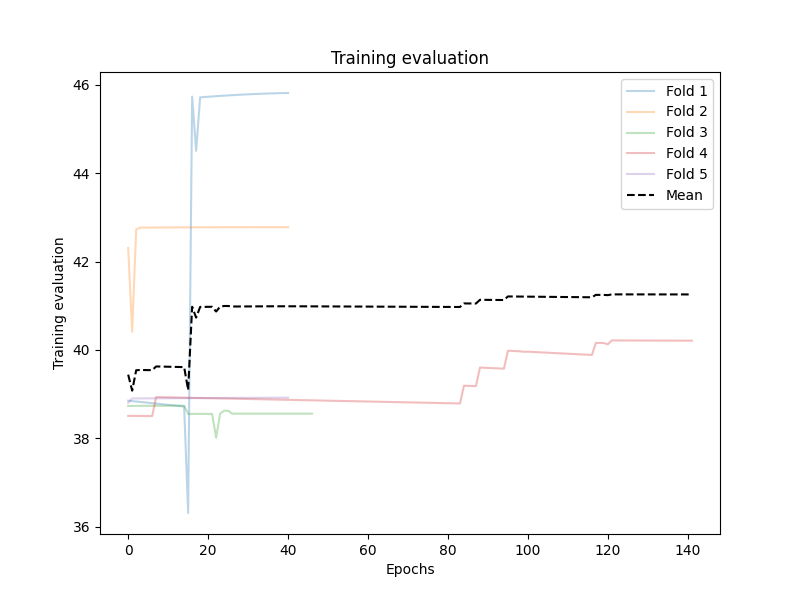 Training evaluation
Training evaluation
46
44
42
40
38
36
0
20
40
60
80
100
120
140
Epochs
Fold 1
Fold 2
Fold 3
Fold 4
Fold 5
Mean